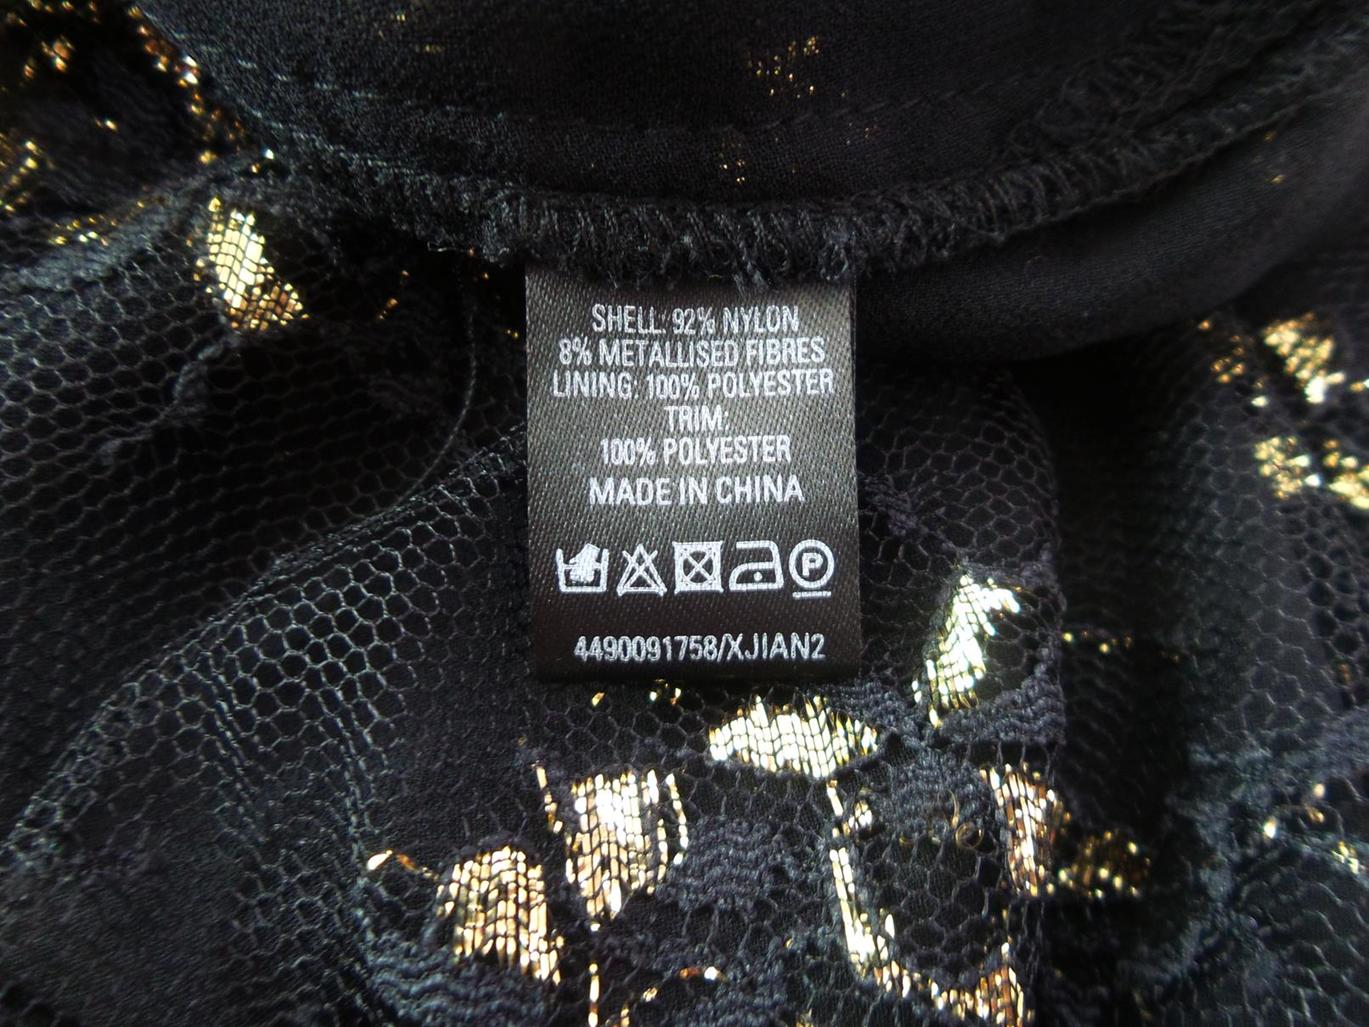 SHELL: 92% NYLON
8% METALLISED FIBRES
LINING: 100% POLYESTER
TRIM:
100% POLYESTER
MADE IN CHINA
P
4490091758/XJIAN2